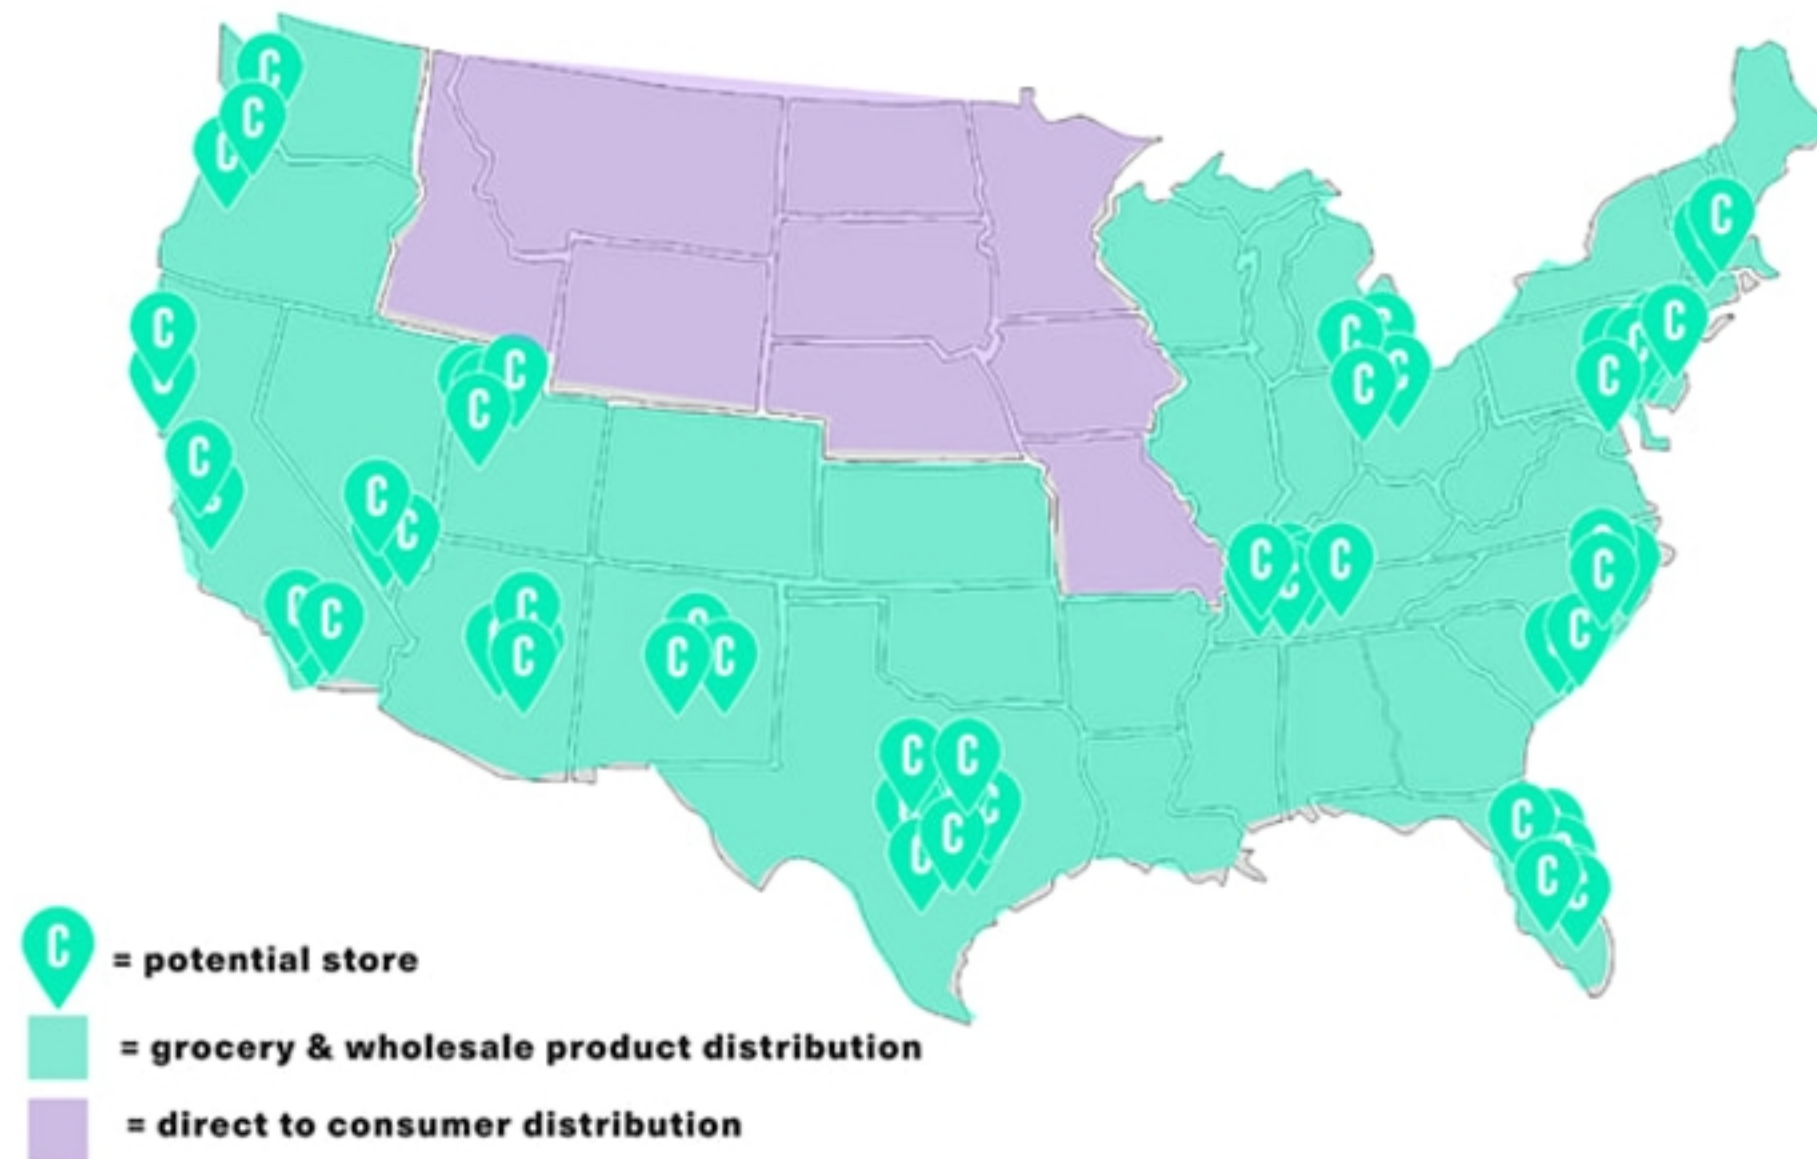 C = potential store
= grocery & wholesale product distribution
= direct to consumer distribution